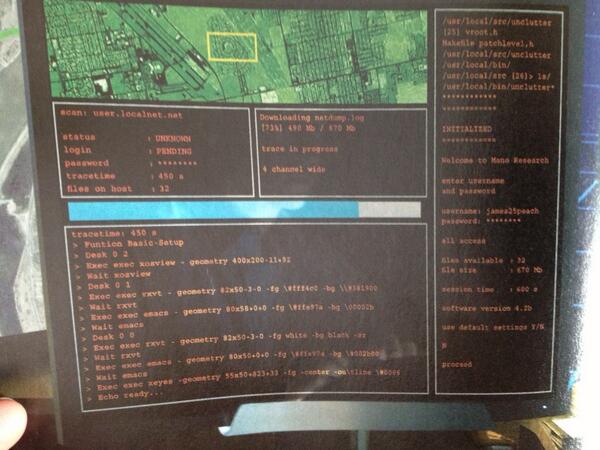 scan: user.localnet.net
status : UNKNOWN
login : PENDING
password : ********
tracetime : 450 s
files on host : 32
Downloading netdump.log
[73%] 490 Mb / 670 Mb
trace in progress
4 channel wide
tracetime: 450 s
> Funtion Basic-Setup
> Desk 0 2
> Exec exec xosview - geometry 400x200-11+92
> Wait xosview
> Desk 0 1
> Exec exec rxvt - geometry 82x50-3-0 -fg \#fff4c0 -bg \\#381900
> Wait rxvt
> Exec exec emacs - geometry 80x58+0+0 -fg \#ffe97a -bg
> Wait emacs
> Desk 0 0
> Exec exec rxvt - geometry 82x50-3-0 -fg white -bg black -sr
> Wait rxvt
> Exec exec emacs - geometry 80x50+0+0 -fg -bg \#002b00
> Wait emacs
> Exec exec xeyes -geometry 55x50+823+33 -fg -center
> Echo ready...
/usr/local/src/unclutter
[25] vroot.h
Makefile patchlevel.h
/usr/local/src/unclutter
/usr/local/bin/
/usr/local/src [26]> ls/
/usr/local/bin/unclutter*
INITIALIZED
************
Welcome to Mans Research
enter username
and password
username: james25peach
password: ********
all access
files available : 32
file size : 670 Mb
session time : 600 s
software version 4.2b
use default settings Y/N
N
proceed